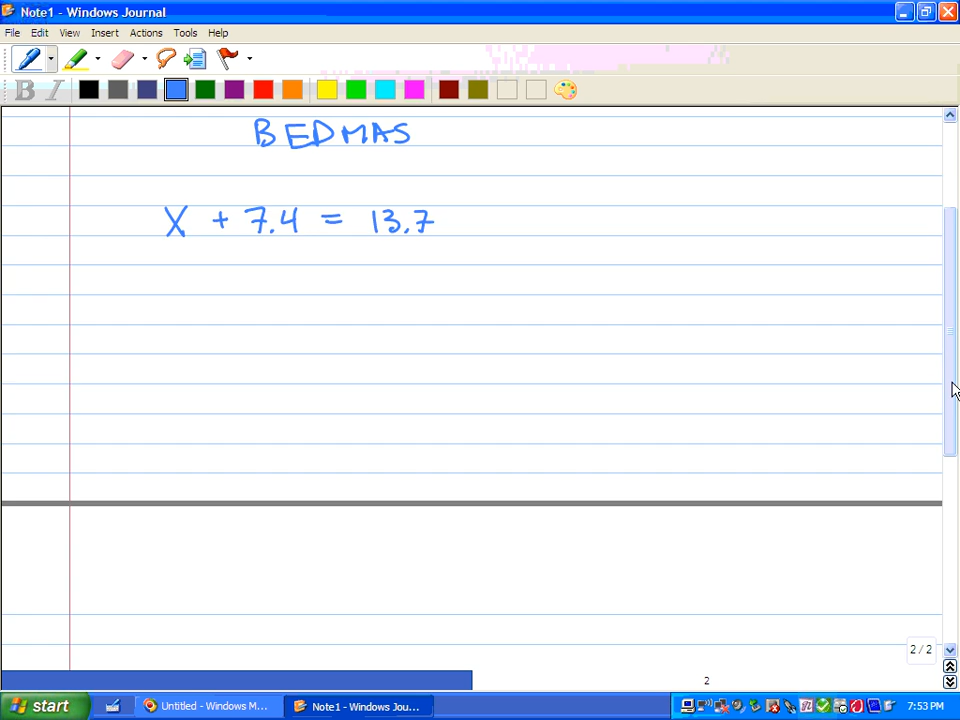 Note1 - Windows Journal
File Edit View Insert Actions Tools Help
B I
BEDMAS
X + 7.4 = 13.7
2 / 2
2
start Untitled - Windows M... Note1 - Windows Jou... 7:53 PM